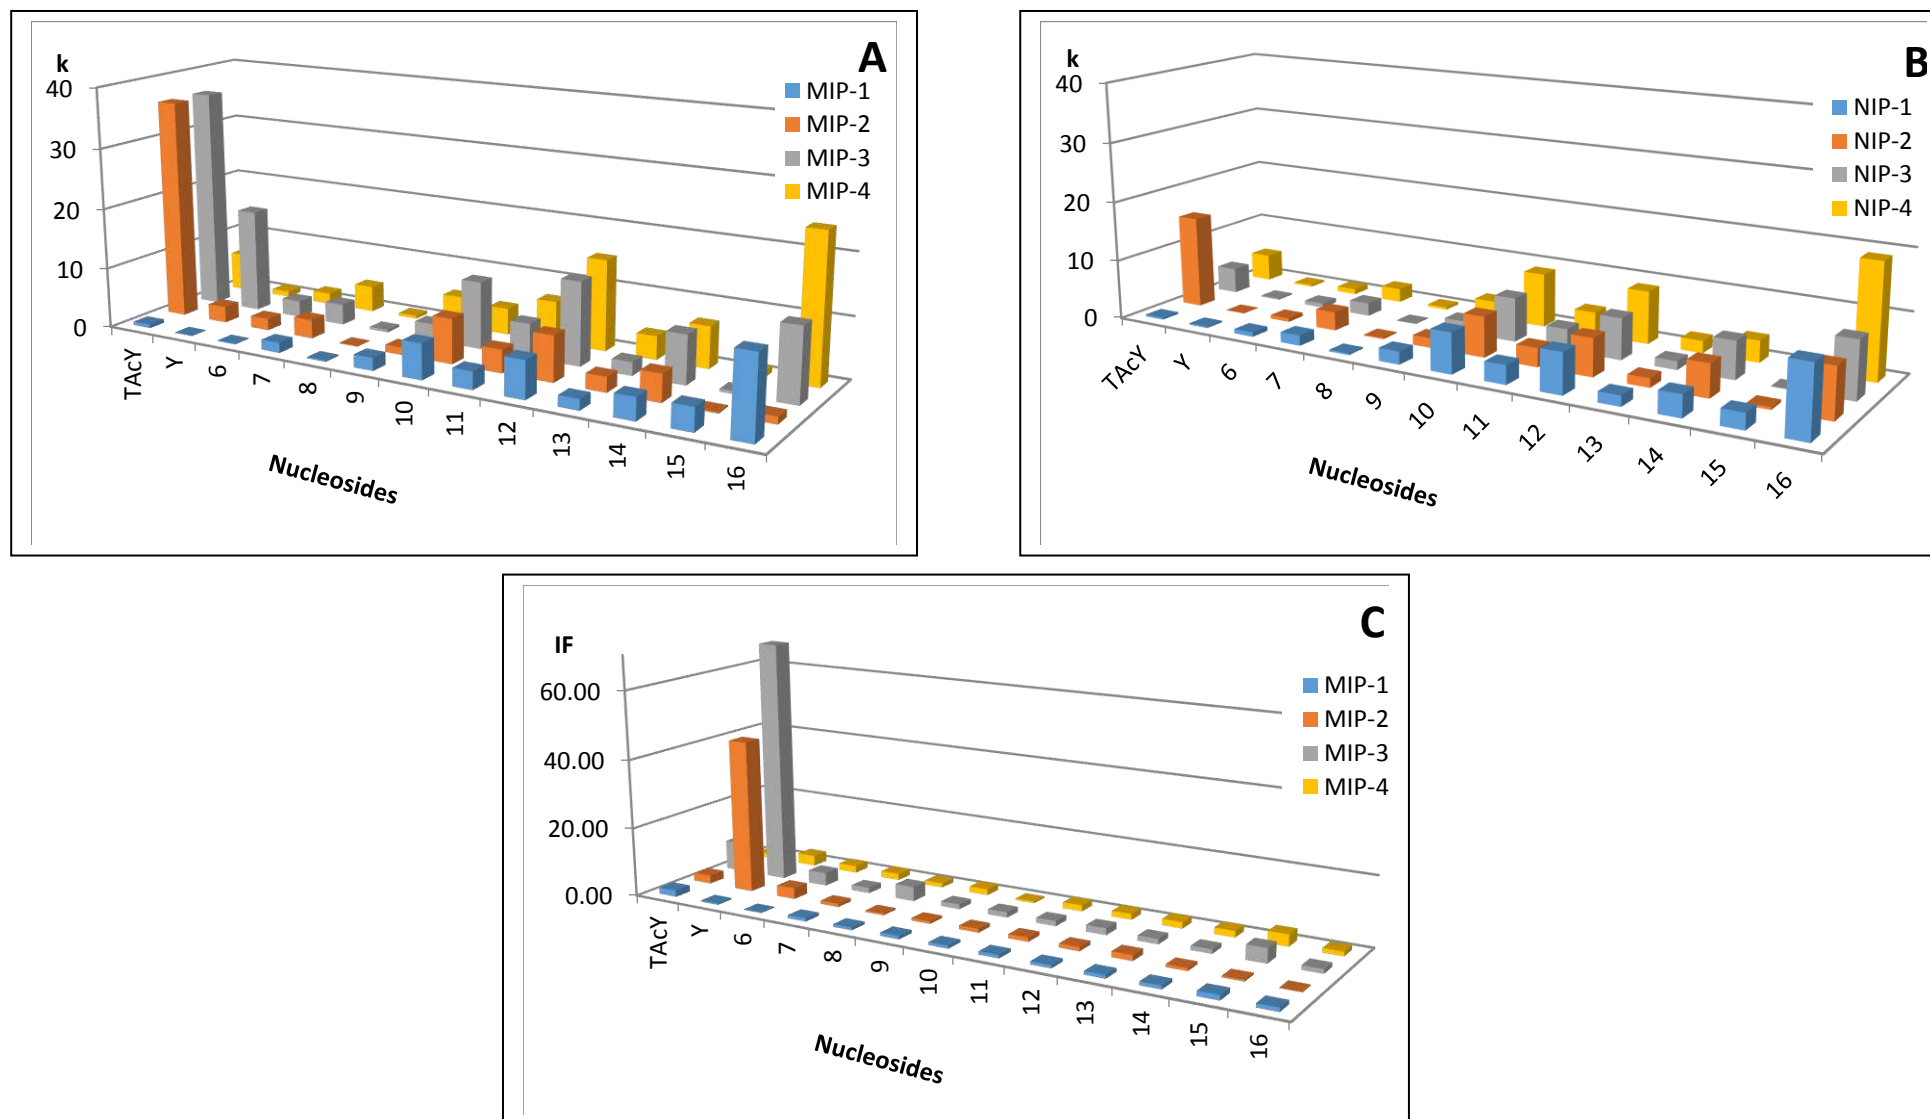 A
k
40
30
20
10
0
MIP-1
MIP-2
MIP-3
MIP-4
TAcY
Y
6
7
8
9
10
11
12
13
14
15
16
Nucleosides
B
k
40
30
20
10
0
NIP-1
NIP-2
NIP-3
NIP-4
TAcY
Y
6
7
8
9
10
11
12
13
14
15
16
Nucleosides
C
IF
60.00
40.00
20.00
0.00
MIP-1
MIP-2
MIP-3
MIP-4
TAcY
Y
6
7
8
9
10
11
12
13
14
15
16
Nucleosides